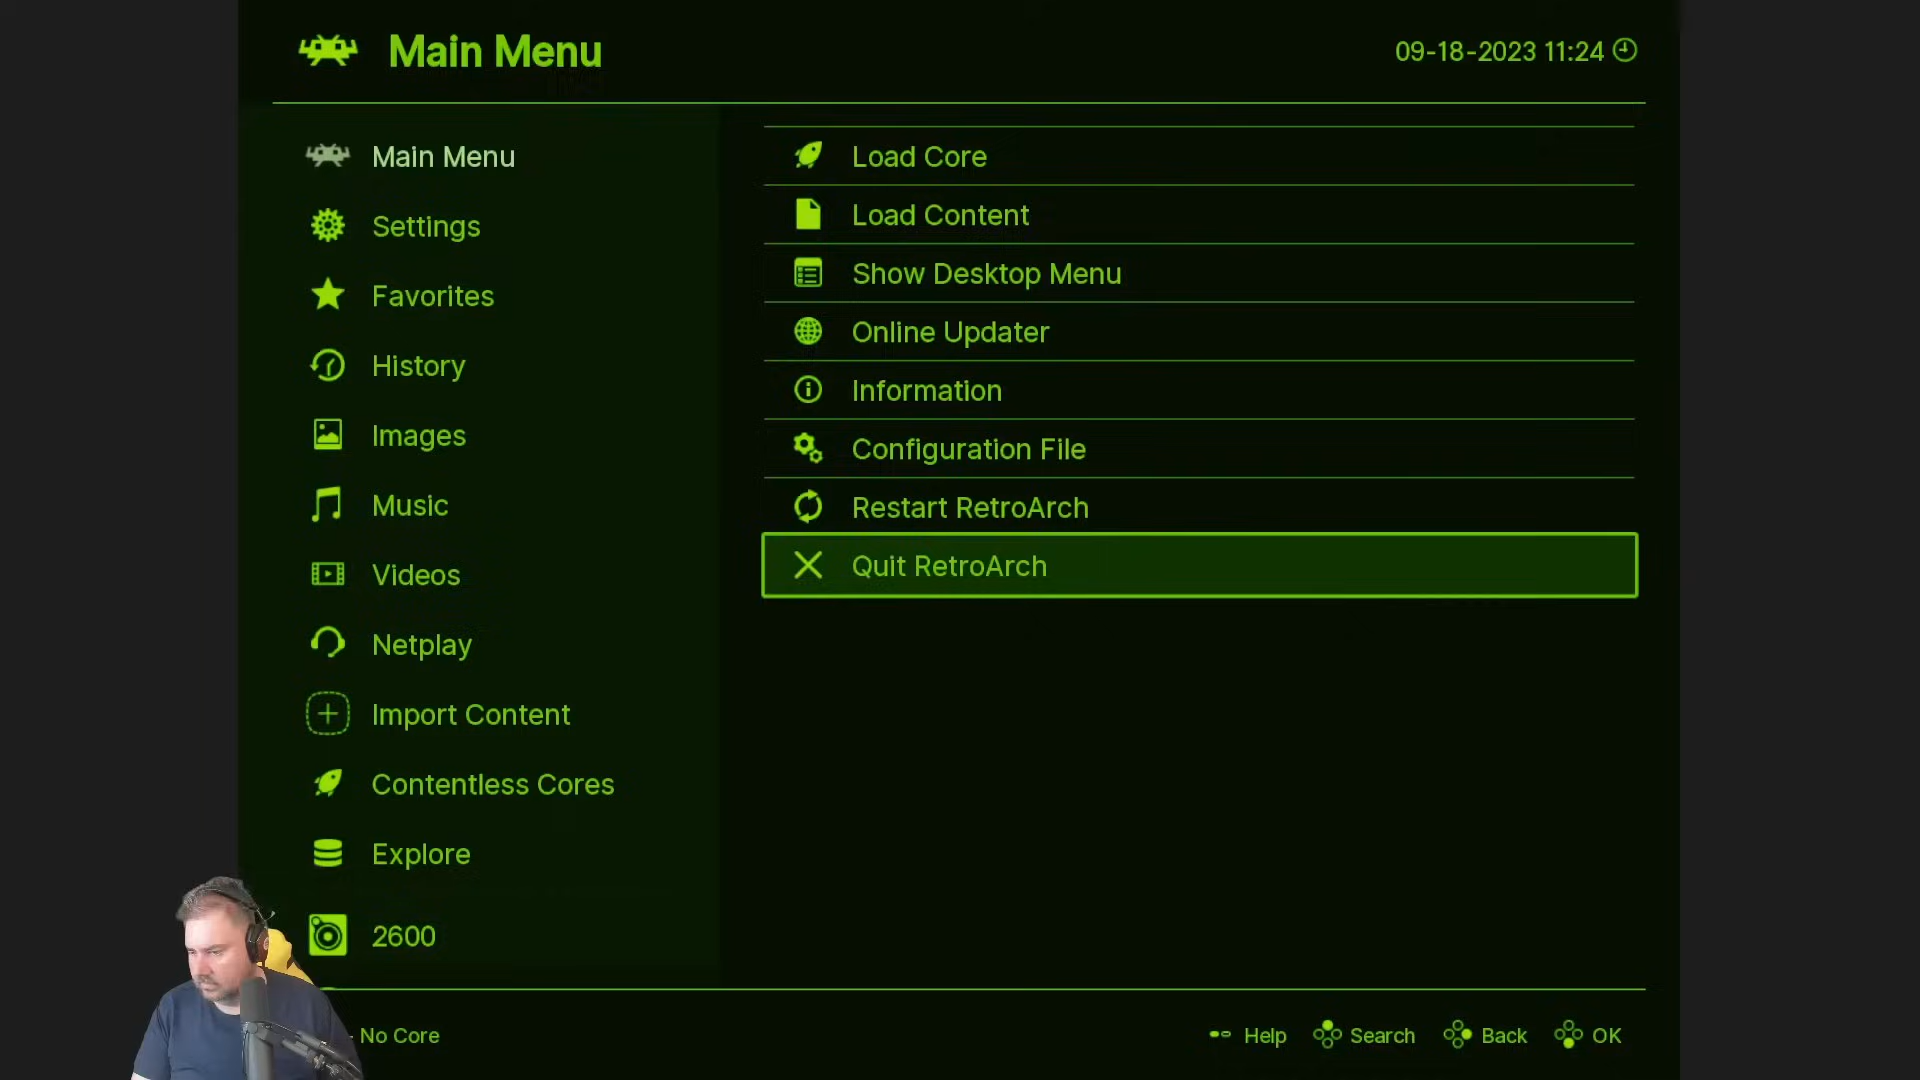 Main Menu
09-18-2023 11:24
Main Menu
Settings
Favorites
History
Images
Music
Videos
Netplay
Import Content
Contentless Cores
Explore
2600
Load Core
Load Content
Show Desktop Menu
Online Updater
Information
Configuration File
Restart RetroArch
Quit RetroArch
- No Core
Help
Search
Back
OK